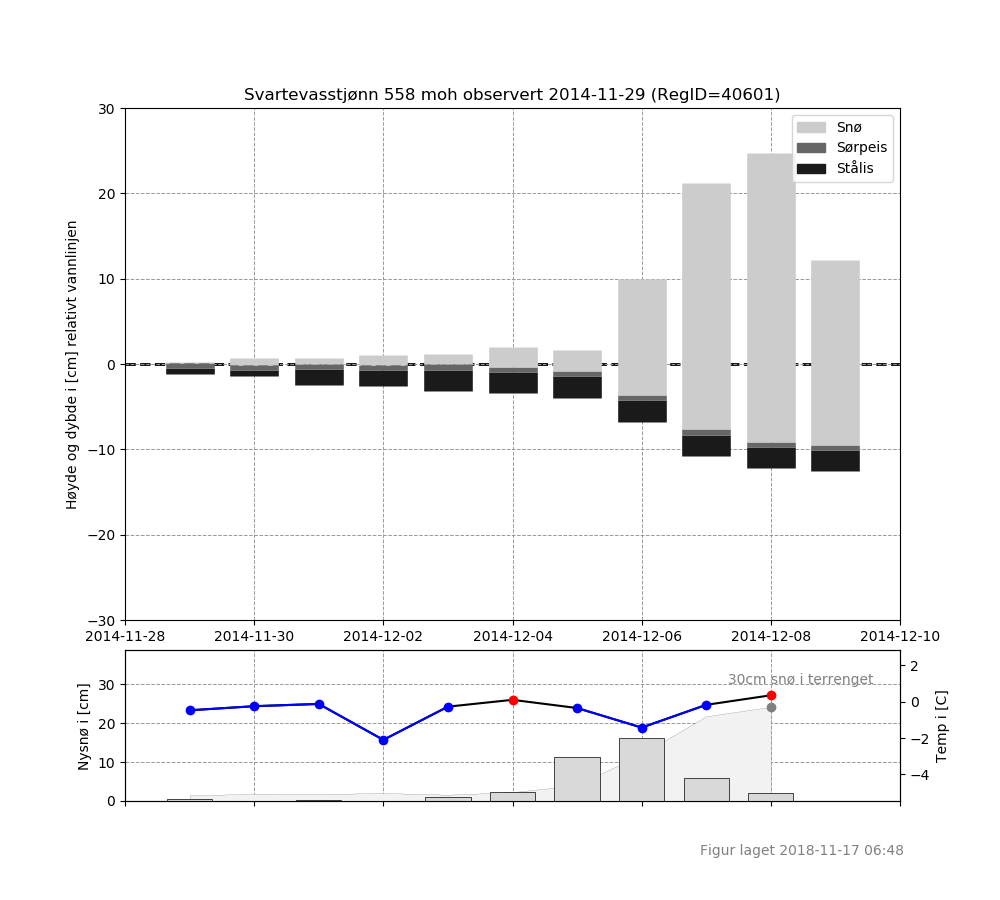 Svartevasstjønn 558 moh observert 2014-11-29 (RegID=40601)
Høyde og dybde i [cm] relativt vannlinjen
30
20
10
0
−10
−20
−30
Snø
Sørpeis
Stålis
2014-11-28 2014-11-30 2014-12-02 2014-12-04 2014-12-06 2014-12-08 2014-12-10
Nysnø i [cm]
30
20
10
0
30cm snø i terrenget
2
0
−2
−4
Temp i [C]
Figur laget 2018-11-17 06:48